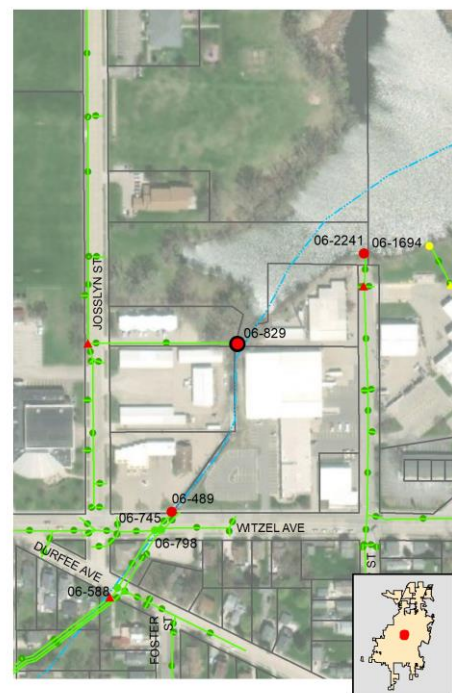 06-2241
06-1694
JOSSLYN ST
06-829
06-489
06-745
WITZEL AVE
06-798
DURFEE AVE
06-588
FOSTER
ST
ST